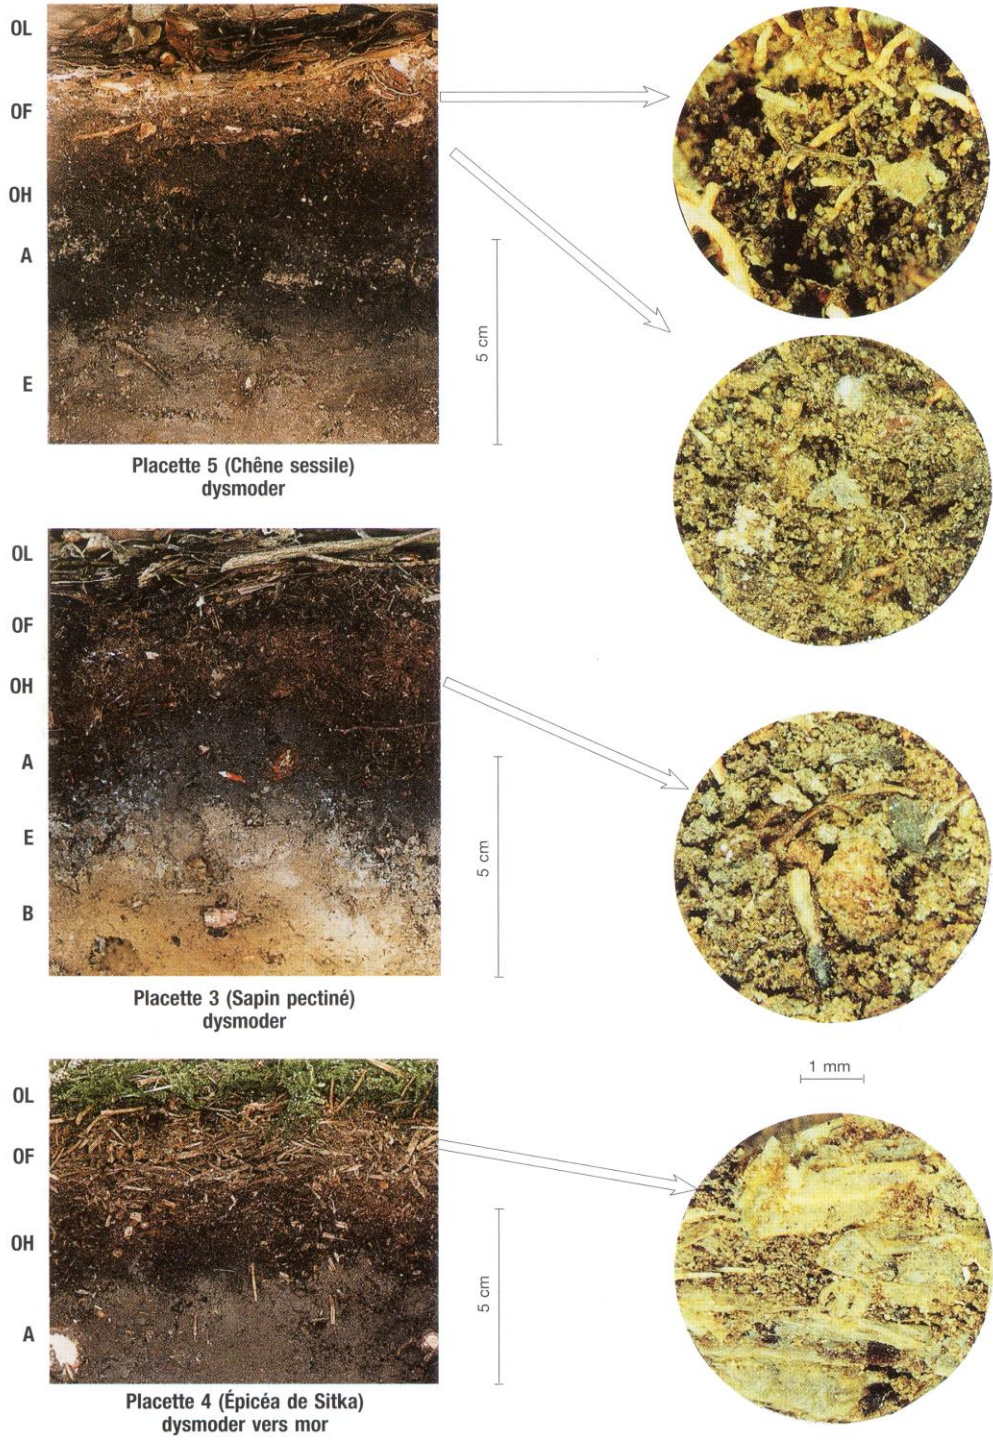 OL
OF
OH
A
E
5 cm
Placette 5 (Chêne sessile)
dysmoder
OL
OF
OH
A
E
B
5 cm
Placette 3 (Sapin pectiné)
dysmoder
1 mm
OL
OF
OH
A
5 cm
Placette 4 (Épicéa de Sitka)
dysmoder vers mor